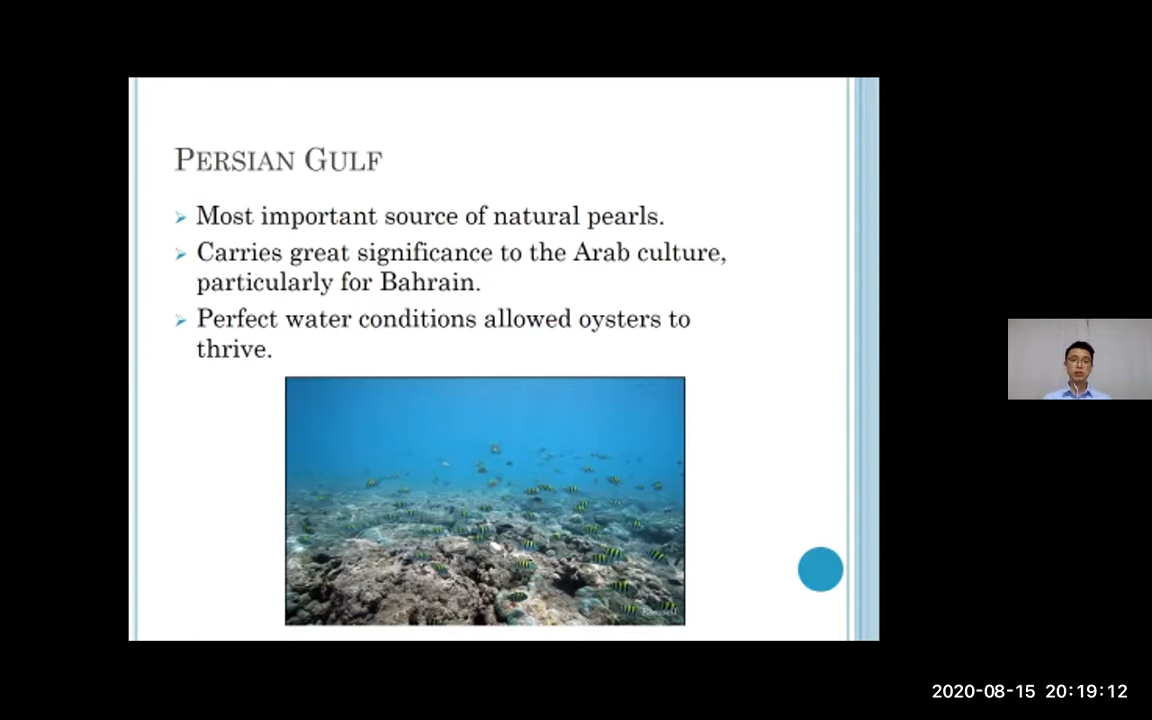 PERSIAN GULF
Most important source of natural pearls.
Carries great significance to the Arab culture,
particularly for Bahrain.
Perfect water conditions allowed oysters to
thrive.
2020-08-15 20:19:12